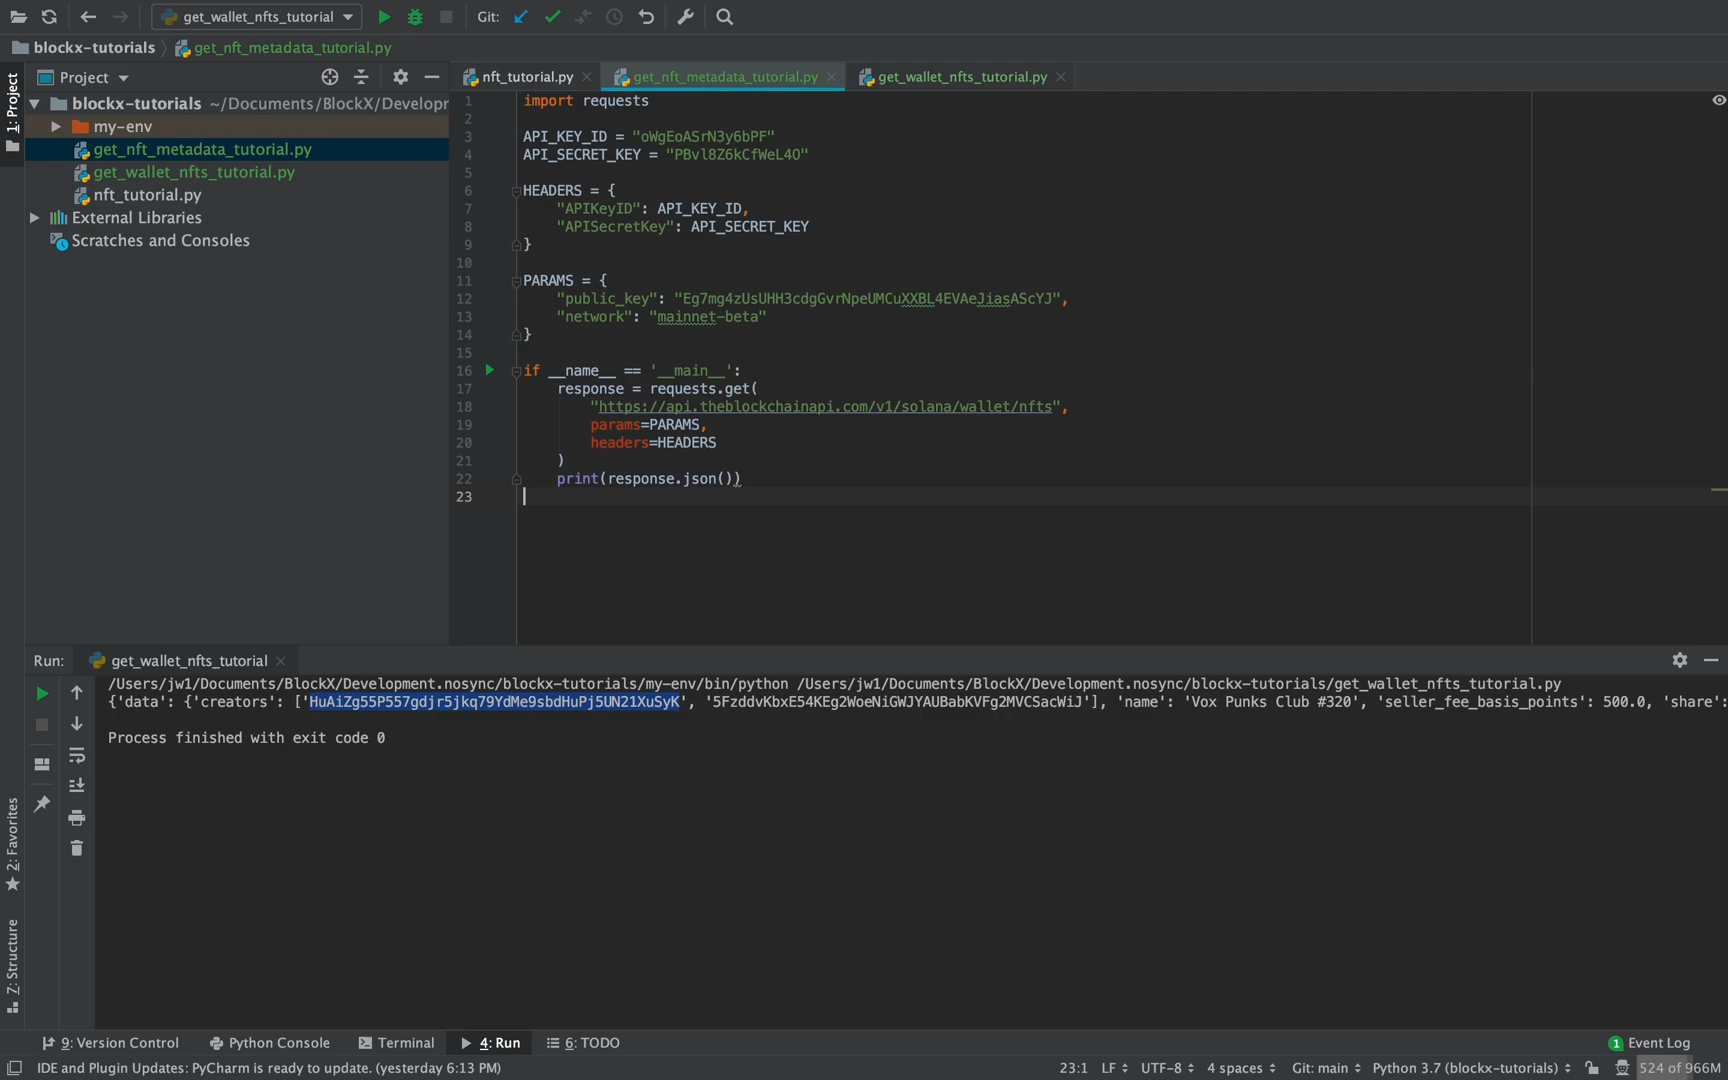 get_wallet_nfts_tutorial
Git:
blockx-tutorials
get_nft_metadata_tutorial.py
1: Project
Project
nft_tutorial.py
get_nft_metadata_tutorial.py
get_wallet_nfts_tutorial.py
blockx-tutorials ~/Documents/BlockX/Developr
my-env
get_nft_metadata_tutorial.py
get_wallet_nfts_tutorial.py
nft_tutorial.py
External Libraries
Scratches and Consoles
1 import requests
2
3 API_KEY_ID = "oWgEoASrN3y6bPF"
4 API_SECRET_KEY = "PBvl8Z6kCfWeL4O"
5
6 HEADERS = {
7 "APIKeyID": API_KEY_ID,
8 "APISecretKey": API_SECRET_KEY
9 }
10
11 PARAMS = {
12 "public_key": "Eg7mg4zUsUHH3cdgGvrNpeUMCuXXBL4EVAeJiasAScYJ",
13 "network": "mainnet-beta"
14 }
15
16 if __name__ == '__main__':
17 response = requests.get(
18 "https://api.theblockchainapi.com/v1/solana/wallet/nfts",
19 params=PARAMS,
20 headers=HEADERS
21 )
22 print(response.json())
23
Run: get_wallet_nfts_tutorial
/Users/jw1/Documents/BlockX/Development.nosync/blockx-tutorials/my-env/bin/python /Users/jw1/Documents/BlockX/Development.nosync/blockx-tutorials/get_wallet_nfts_tutorial.py
{'data': {'creators': ['HuAiZg55P557gdjr5jkq79YdMe9sbdHuPj5UN21XuSyK', '5FzddvKbxE54KEg2WoeNiGWJYAUBabKVFg2MVCSacWiJ'], 'name': 'Vox Punks Club #320', 'seller_fee_basis_points': 500.0, 'share':
Process finished with exit code 0
2: Favorites
Z: Structure
9: Version Control
Python Console
Terminal
4: Run
6: TODO
1 Event Log
IDE and Plugin Updates: PyCharm is ready to update. (yesterday 6:13 PM)
23:1 LF UTF-8 4 spaces Git: main Python 3.7 (blockx-tutorials) 524 of 966M